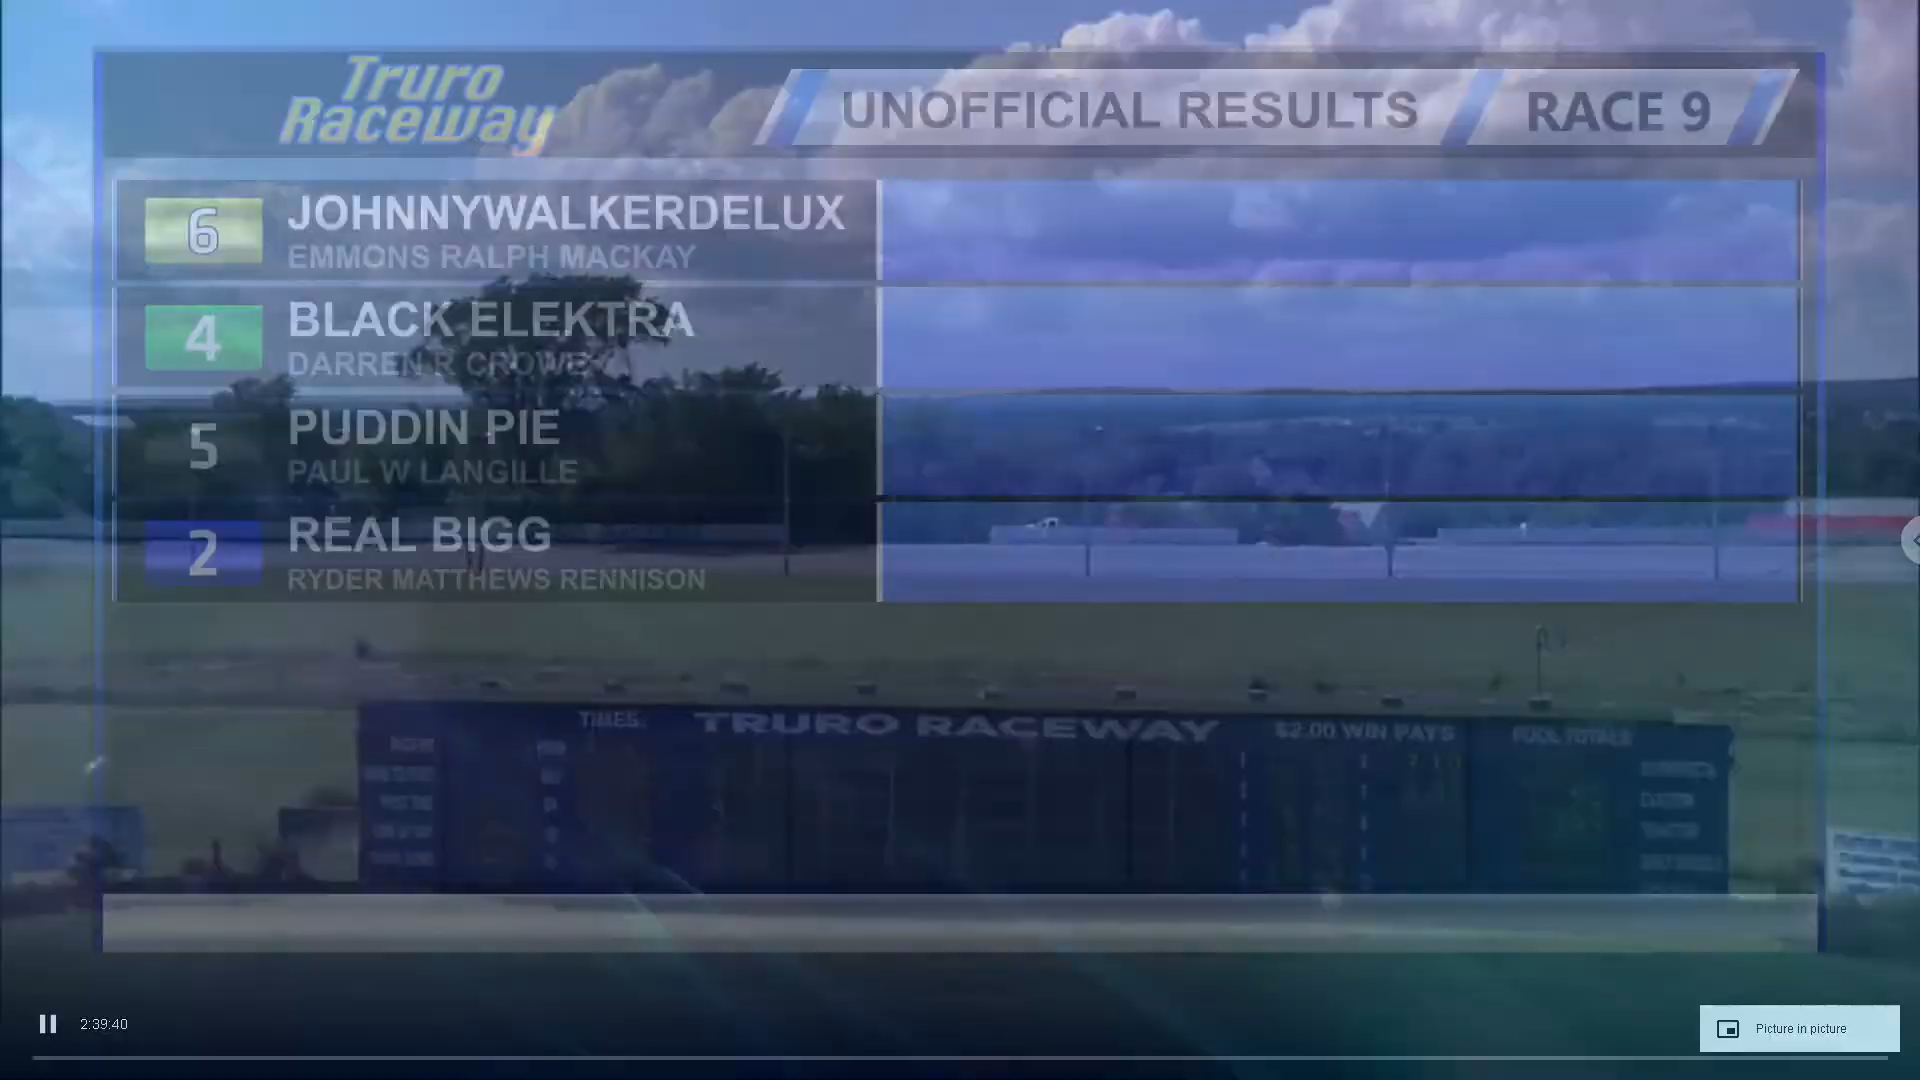 Truro
Raceway
UNOFFICIAL RESULTS
RACE 9
6
JOHNNYWALKERDELUX
EMMONS RALPH MACKAY
4
BLACK ELEKTRA
DARREN R CROWE
5
PUDDIN PIE
PAUL W LANGILLE
2
REAL BIGG
RYDER MATTHEWS RENNISON
TIMES:
TRURO RACEWAY
$2.00 WIN PAYS
POOL TOTALS
2:39:40
Picture in picture